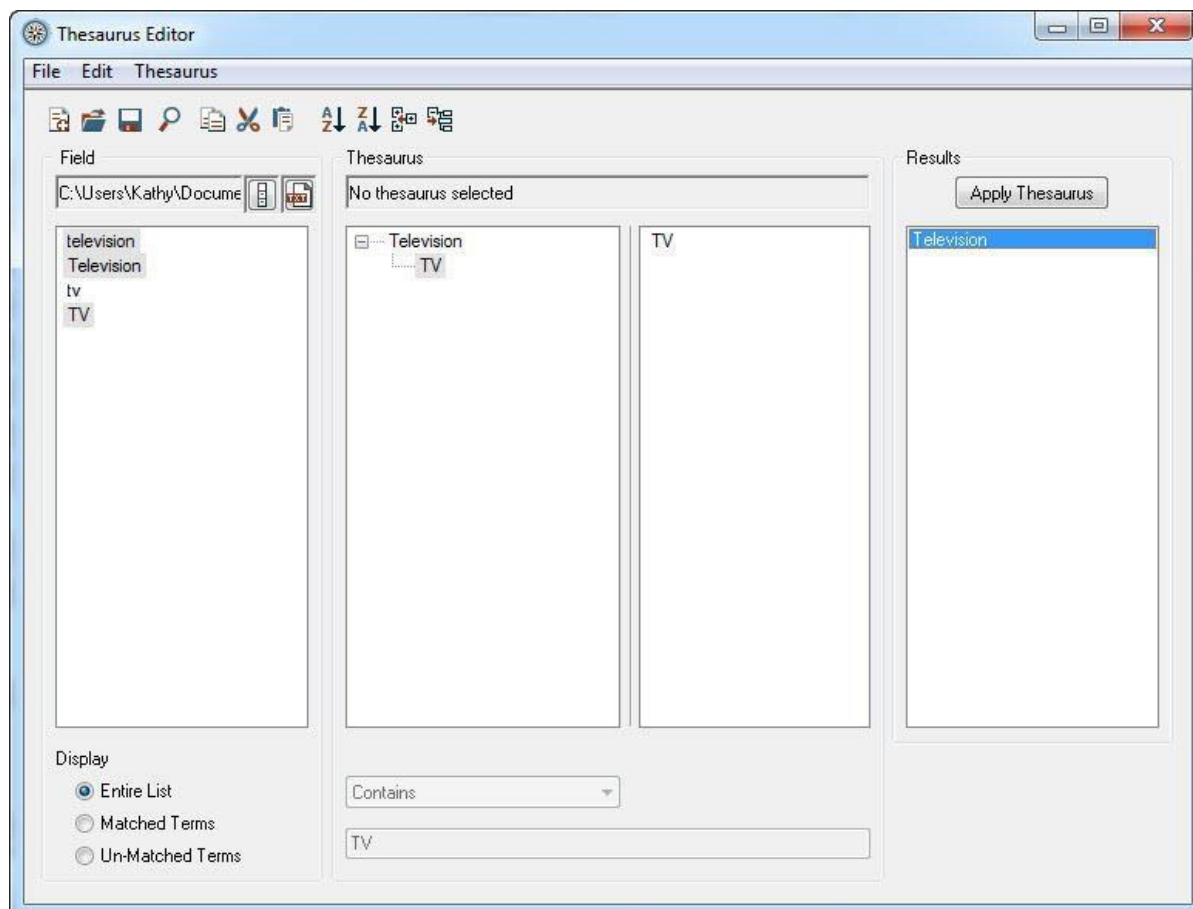 Thesaurus Editor
File Edit Thesaurus
Field
C:\Users\Kathy\Docume
TXT
television
Television
tv
TV
Display
Entire List
Matched Terms
Un-Matched Terms
Thesaurus
No thesaurus selected
Television
TV
TV
Contains
TV
Results
Apply Thesaurus
Television